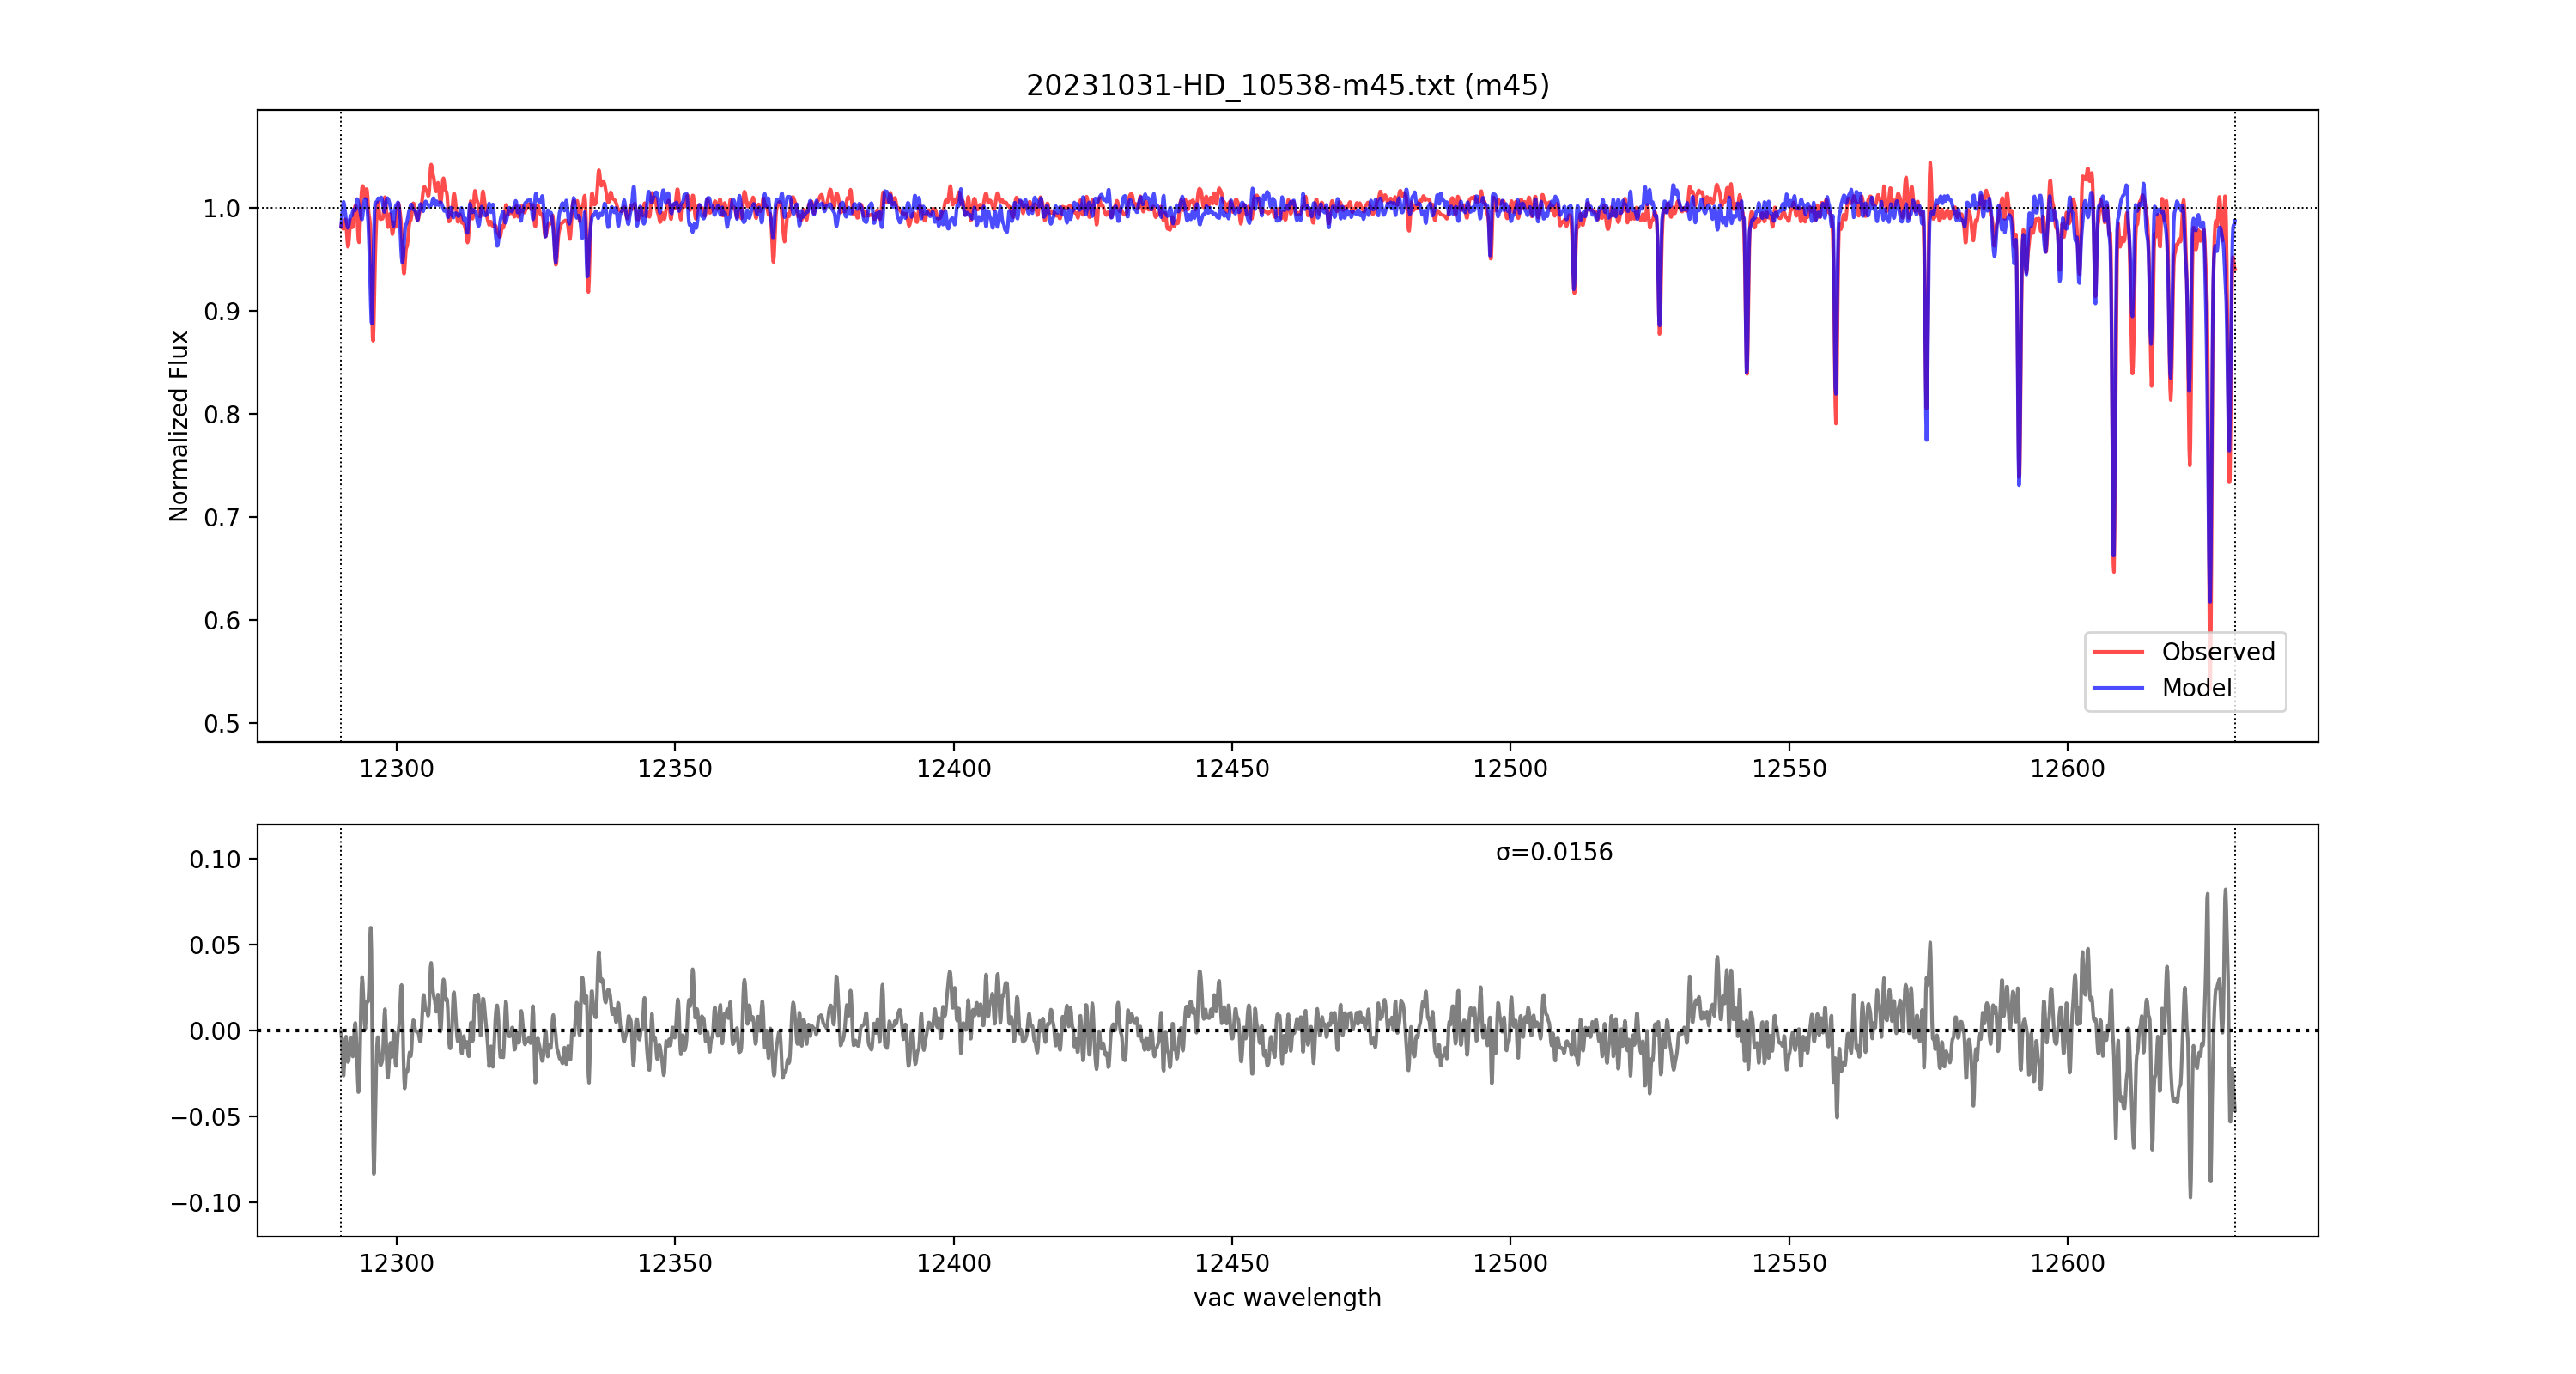 20231031-HD_10538-m45.txt (m45)
Normalized Flux
1.0
0.9
0.8
0.7
0.6
0.5
Observed
Model
12300 12350 12400 12450 12500 12550 12600
σ=0.0156
0.10
0.05
0.00
−0.05
−0.10
12300 12350 12400 12450 12500 12550 12600
vac wavelength